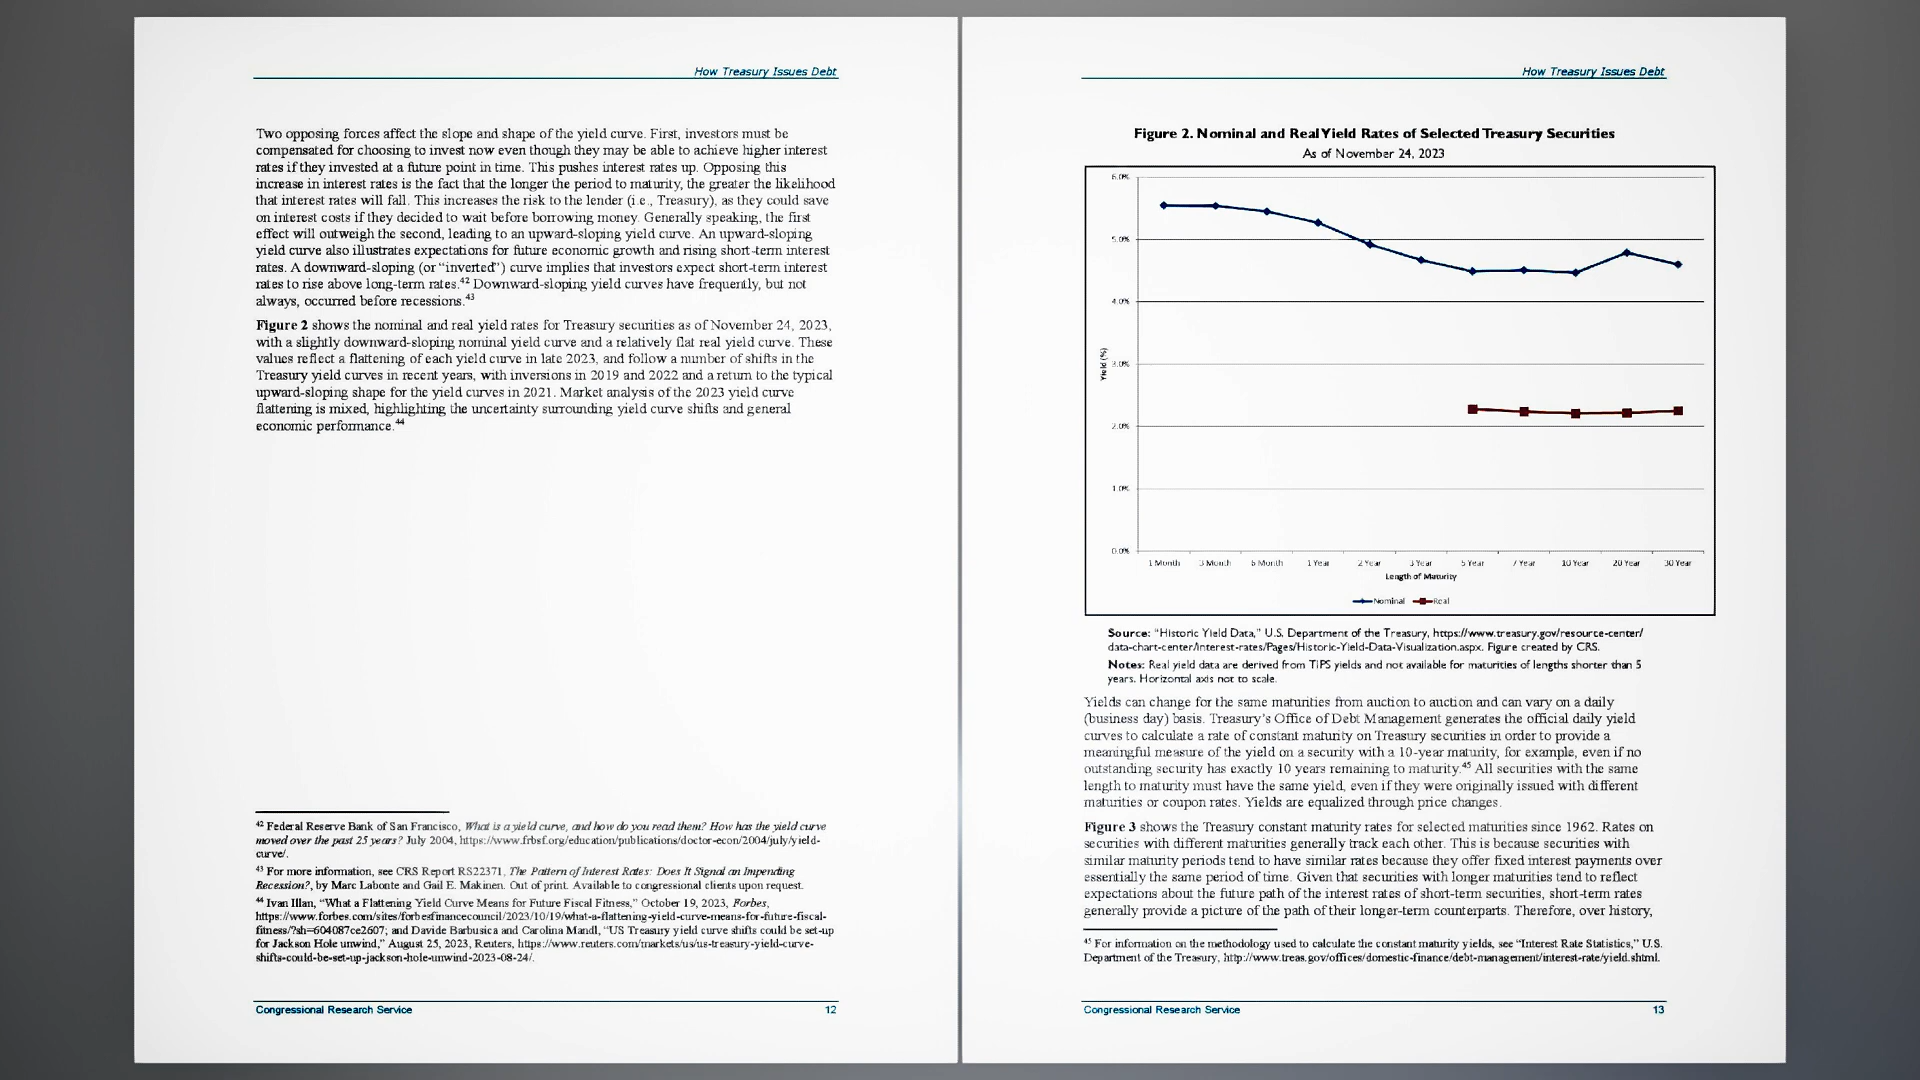 How Treasury Issues Debt
Two opposing forces affect the slope and shape of the yield curve. First, investors must be
compensated for choosing to invest now even though they may be able to achieve higher interest
rates if they invested at a future point in time. This pushes interest rates up. Opposing this
increase in interest rates is the fact that the longer the period to maturity, the greater the likelihood
that interest rates will fall. This increases the risk to the lender (i.e., Treasury), as they could save
on interest costs if they decided to wait before borrowing money. Generally speaking, the first
effect will outweigh the second, leading to an upward-sloping yield curve. An upward-sloping
yield curve also illustrates expectations for future economic growth and rising short-term interest
rates. A downward-sloping (or “inverted”) curve implies that investors expect short-term interest
rates to rise above long-term rates.42 Downward-sloping yield curves have frequently, but not
always, occurred before recessions.43
Figure 2 shows the nominal and real yield rates for Treasury securities as of November 24, 2023,
with a slightly downward-sloping nominal yield curve and a relatively flat real yield curve. These
values reflect a flattening of each yield curve in late 2023, and follow a number of shifts in the
Treasury yield curves in recent years, with inversions in 2019 and 2022 and a return to the typical
upward-sloping shape for the yield curves in 2021. Market analysis of the 2023 yield curve
flattening is mixed, highlighting the uncertainty surrounding yield curve shifts and general
economic performance.44
42 Federal Reserve Bank of San Francisco, What is a yield curve, and how do you read them? How has the yield curve
moved over the past 25 years? July 2004, https://www.frbsf.org/education/publications/doctor-econ/2004/july/yield-
curve/.
43 For more information, see CRS Report RS22371, The Pattern of Interest Rates: Does It Signal an Impending
Recession?, by Marc Labonte and Gail E. Makinen. Out of print. Available to congressional clients upon request.
44 Ivan Illan, “What a Flattening Yield Curve Means for Future Fiscal Fitness,” October 19, 2023, Forbes,
https://www.forbes.com/sites/forbesfinancecouncil/2023/10/19/what-a-flattening-yield-curve-means-for-future-fiscal-
fitness/?sh=604087ce2607; and Davide Barbusica and Carolina Mandl, “US Treasury yield curve shifts could be set-up
for Jackson Hole unwind,” August 25, 2023, Reuters, https://www.reuters.com/markets/us/us-treasury-yield-curve-
shifts-could-be-set-up-jackson-hole-unwind-2023-08-24/.
Congressional Research Service 12
How Treasury Issues Debt
Figure 2. Nominal and Real Yield Rates of Selected Treasury Securities
As of November 24, 2023
6.0%
5.0%
4.0%
3.0%
2.0%
1.0%
0.0%
Yield (%)
1 Month 3 Month 6 Month 1 Year 2 Year 3 Year 5 Year 7 Year 10 Year 20 Year 30 Year
Length of Maturity
Nominal Real
Source: “Historic Yield Data,” U.S. Department of the Treasury, https://www.treasury.gov/resource-center/
data-chart-center/interest-rates/Pages/Historic-Yield-Data-Visualization.aspx. Figure created by CRS.
Notes: Real yield data are derived from TIPS yields and not available for maturities of lengths shorter than 5
years. Horizontal axis not to scale.
Yields can change for the same maturities from auction to auction and can vary on a daily
(business day) basis. Treasury’s Office of Debt Management generates the official daily yield
curves to calculate a rate of constant maturity on Treasury securities in order to provide a
meaningful measure of the yield on a security with a 10-year maturity, for example, even if no
outstanding security has exactly 10 years remaining to maturity.45 All securities with the same
length to maturity must have the same yield, even if they were originally issued with different
maturities or coupon rates. Yields are equalized through price changes.
Figure 3 shows the Treasury constant maturity rates for selected maturities since 1962. Rates on
securities with different maturities generally track each other. This is because securities with
similar maturity periods tend to have similar rates because they offer fixed interest payments over
essentially the same period of time. Given that securities with longer maturities tend to reflect
expectations about the future path of the interest rates of short-term securities, short-term rates
generally provide a picture of the path of their longer-term counterparts. Therefore, over history,
45 For information on the methodology used to calculate the constant maturity yields, see “Interest Rate Statistics,” U.S.
Department of the Treasury, http://www.treas.gov/offices/domestic-finance/debt-management/interest-rate/yield.shtml.
Congressional Research Service 13